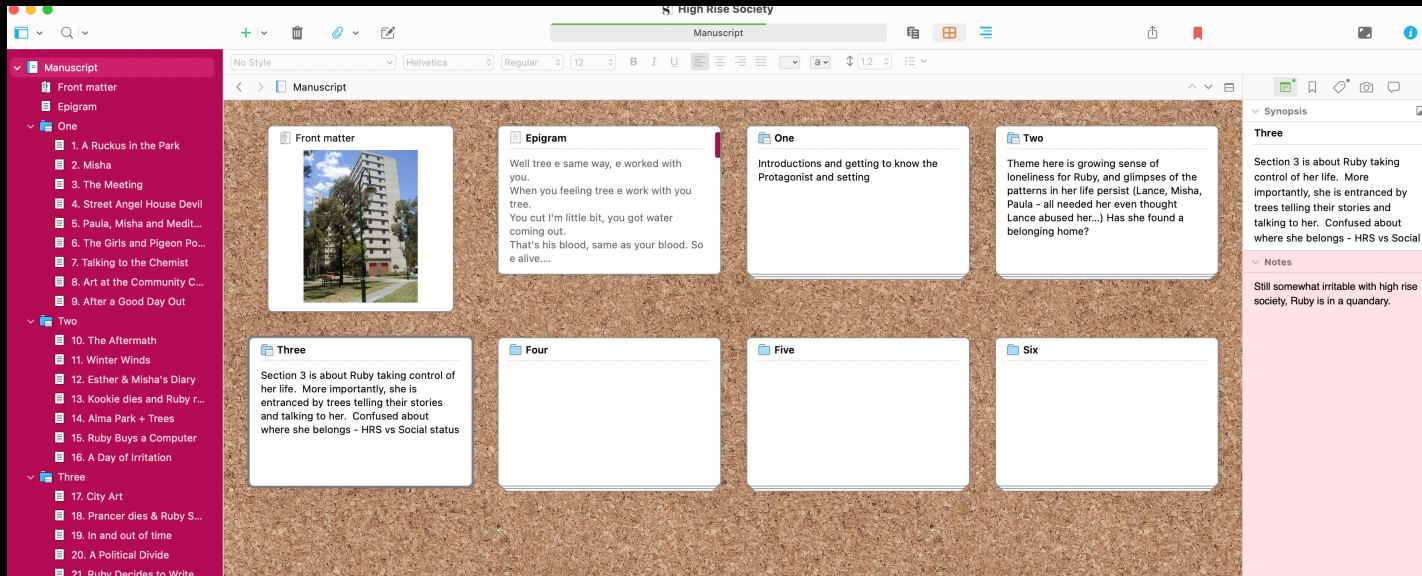 High Rise Society
Manuscript
No Style
Helvetica
Regular
12
B I U
a
1.2
Manuscript
Front matter
Epigram
One
1. A Ruckus in the Park
2. Misha
3. The Meeting
4. Street Angel House Devil
5. Paula, Misha and Medit...
6. The Girls and Pigeon Po...
7. Talking to the Chemist
8. Art at the Community C...
9. After a Good Day Out
Two
10. The Aftermath
11. Winter Winds
12. Esther & Misha's Diary
13. Kookie dies and Ruby r...
14. Alma Park + Trees
15. Ruby Buys a Computer
16. A Day of Irritation
Three
17. City Art
18. Prancer dies & Ruby S...
19. In and out of time
20. A Political Divide
21. Ruby Decides to Write
Manuscript
Front matter
Epigram
Well tree e same way, e worked with
you.
When you feeling tree e work with you
tree.
You cut I'm little bit, you got water
coming out.
That's his blood, same as your blood. So
e alive....
One
Introductions and getting to know the
Protagonist and setting
Two
Theme here is growing sense of
loneliness for Ruby, and glimpses of the
patterns in her life persist (Lance, Misha,
Paula - all needed her even thought
Lance abused her...) Has she found a
belonging home?
Three
Section 3 is about Ruby taking control of
her life. More importantly, she is
entranced by trees telling their stories
and talking to her. Confused about
where she belongs - HRS vs Social status
Four
Five
Six
Synopsis
Three
Section 3 is about Ruby taking
control of her life. More
importantly, she is entranced by
trees telling their stories and
talking to her. Confused about
where she belongs - HRS vs Social
Notes
Still somewhat irritable with high rise
society, Ruby is in a quandary.